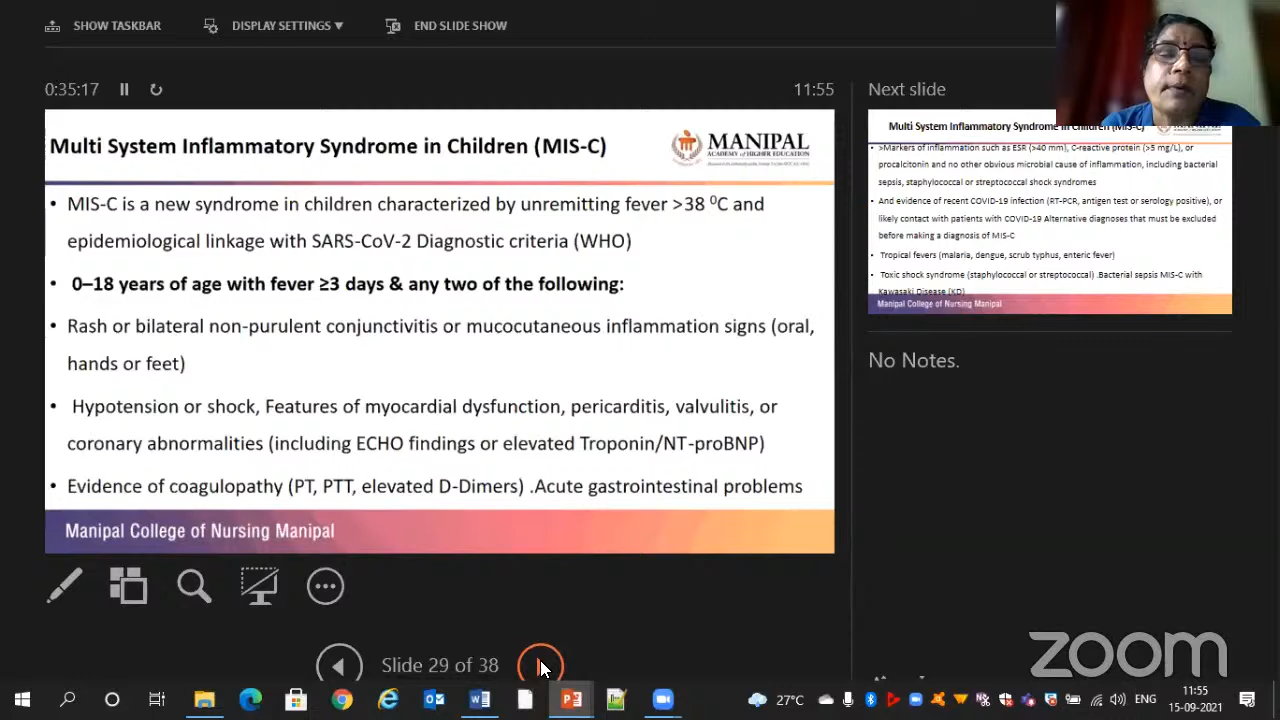 SHOW TASKBAR
DISPLAY SETTINGS ▼
END SLIDE SHOW
0:35:17
11:55
Next slide
Multi System Inflammatory Syndrome in Children (MIS-C)
MANIPAL
ACADEMY of HIGHER EDUCATION
• MIS-C is a new syndrome in children characterized by unremitting fever >38 ⁰C and
epidemiological linkage with SARS-CoV-2 Diagnostic criteria (WHO)
• 0–18 years of age with fever ≥3 days & any two of the following:
• Rash or bilateral non-purulent conjunctivitis or mucocutaneous inflammation signs (oral,
hands or feet)
• Hypotension or shock, Features of myocardial dysfunction, pericarditis, valvulitis, or
coronary abnormalities (including ECHO findings or elevated Troponin/NT-proBNP)
• Evidence of coagulopathy (PT, PTT, elevated D-Dimers) .Acute gastrointestinal problems
Manipal College of Nursing Manipal
Multi System Inflammatory Syndrome in Children (MIS-C)
• >Markers of inflammation such as ESR (>40 mm), C-reactive protein (>5 mg/L), or
procalcitonin and no other obvious microbial cause of inflammation, including bacterial
sepsis, staphylococcal or streptococcal shock syndromes
• And evidence of recent COVID-19 infection (RT-PCR, antigen test or serology positive), or
likely contact with patients with COVID-19 Alternative diagnoses that must be excluded
before making a diagnosis of MIS-C
• Tropical fevers (malaria, dengue, scrub typhus, enteric fever)
• Toxic shock syndrome (staphylococcal or streptococcal) .Bacterial sepsis MIS-C with
Kawasaki Disease (KD)
Manipal College of Nursing Manipal
No Notes.
Slide 29 of 38
zoom
27°C
ENG
11:55
15-09-2021